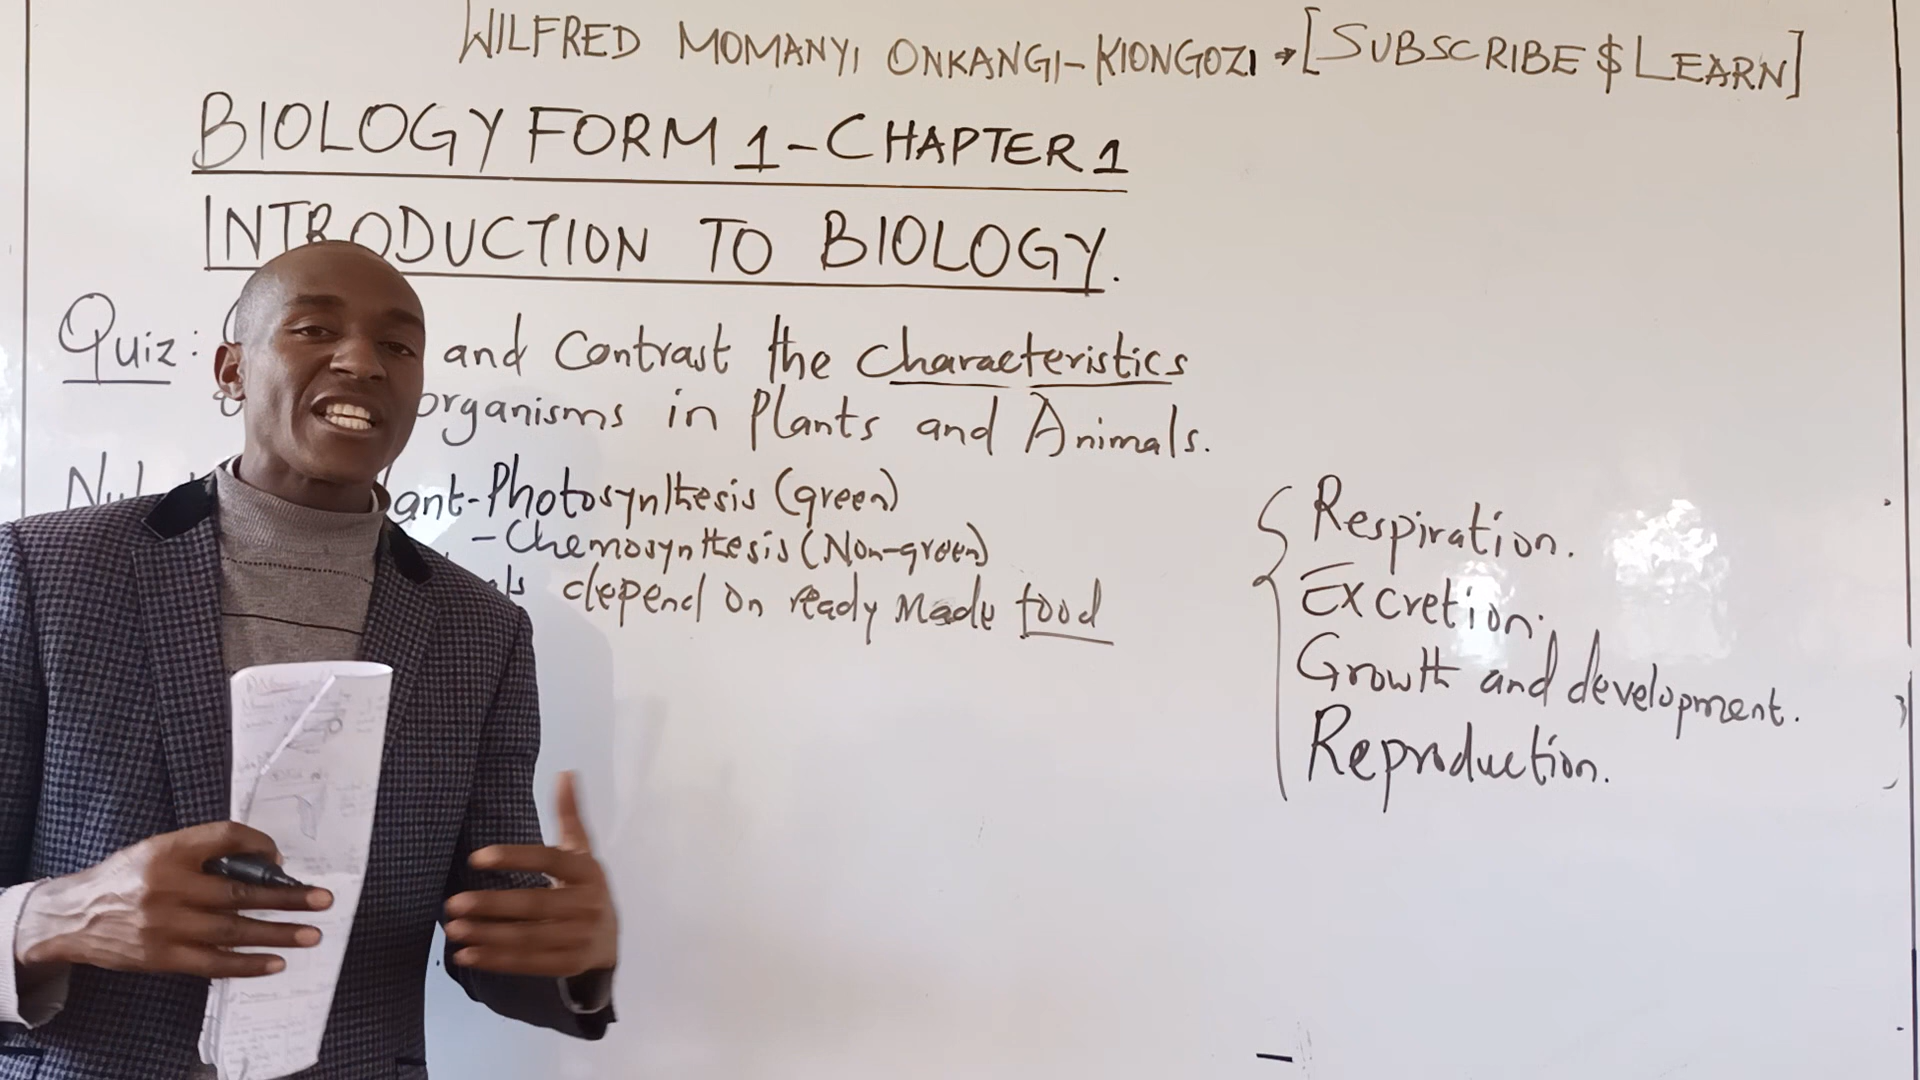 WILFRED MOMANYI ONKANGI-KIONGOZI → [SUBSCRIBE $ LEARN]
BIOLOGY FORM 1 - CHAPTER 1
INTRODUCTION TO BIOLOGY.
Quiz: and Contrast the Characteristics
organisms in Plants and Animals.
Photosynthesis (green)
- Chemosynthesis (Non-green)
depend on ready made food
Respiration.
Excretion.
Growth and development.
Reproduction.